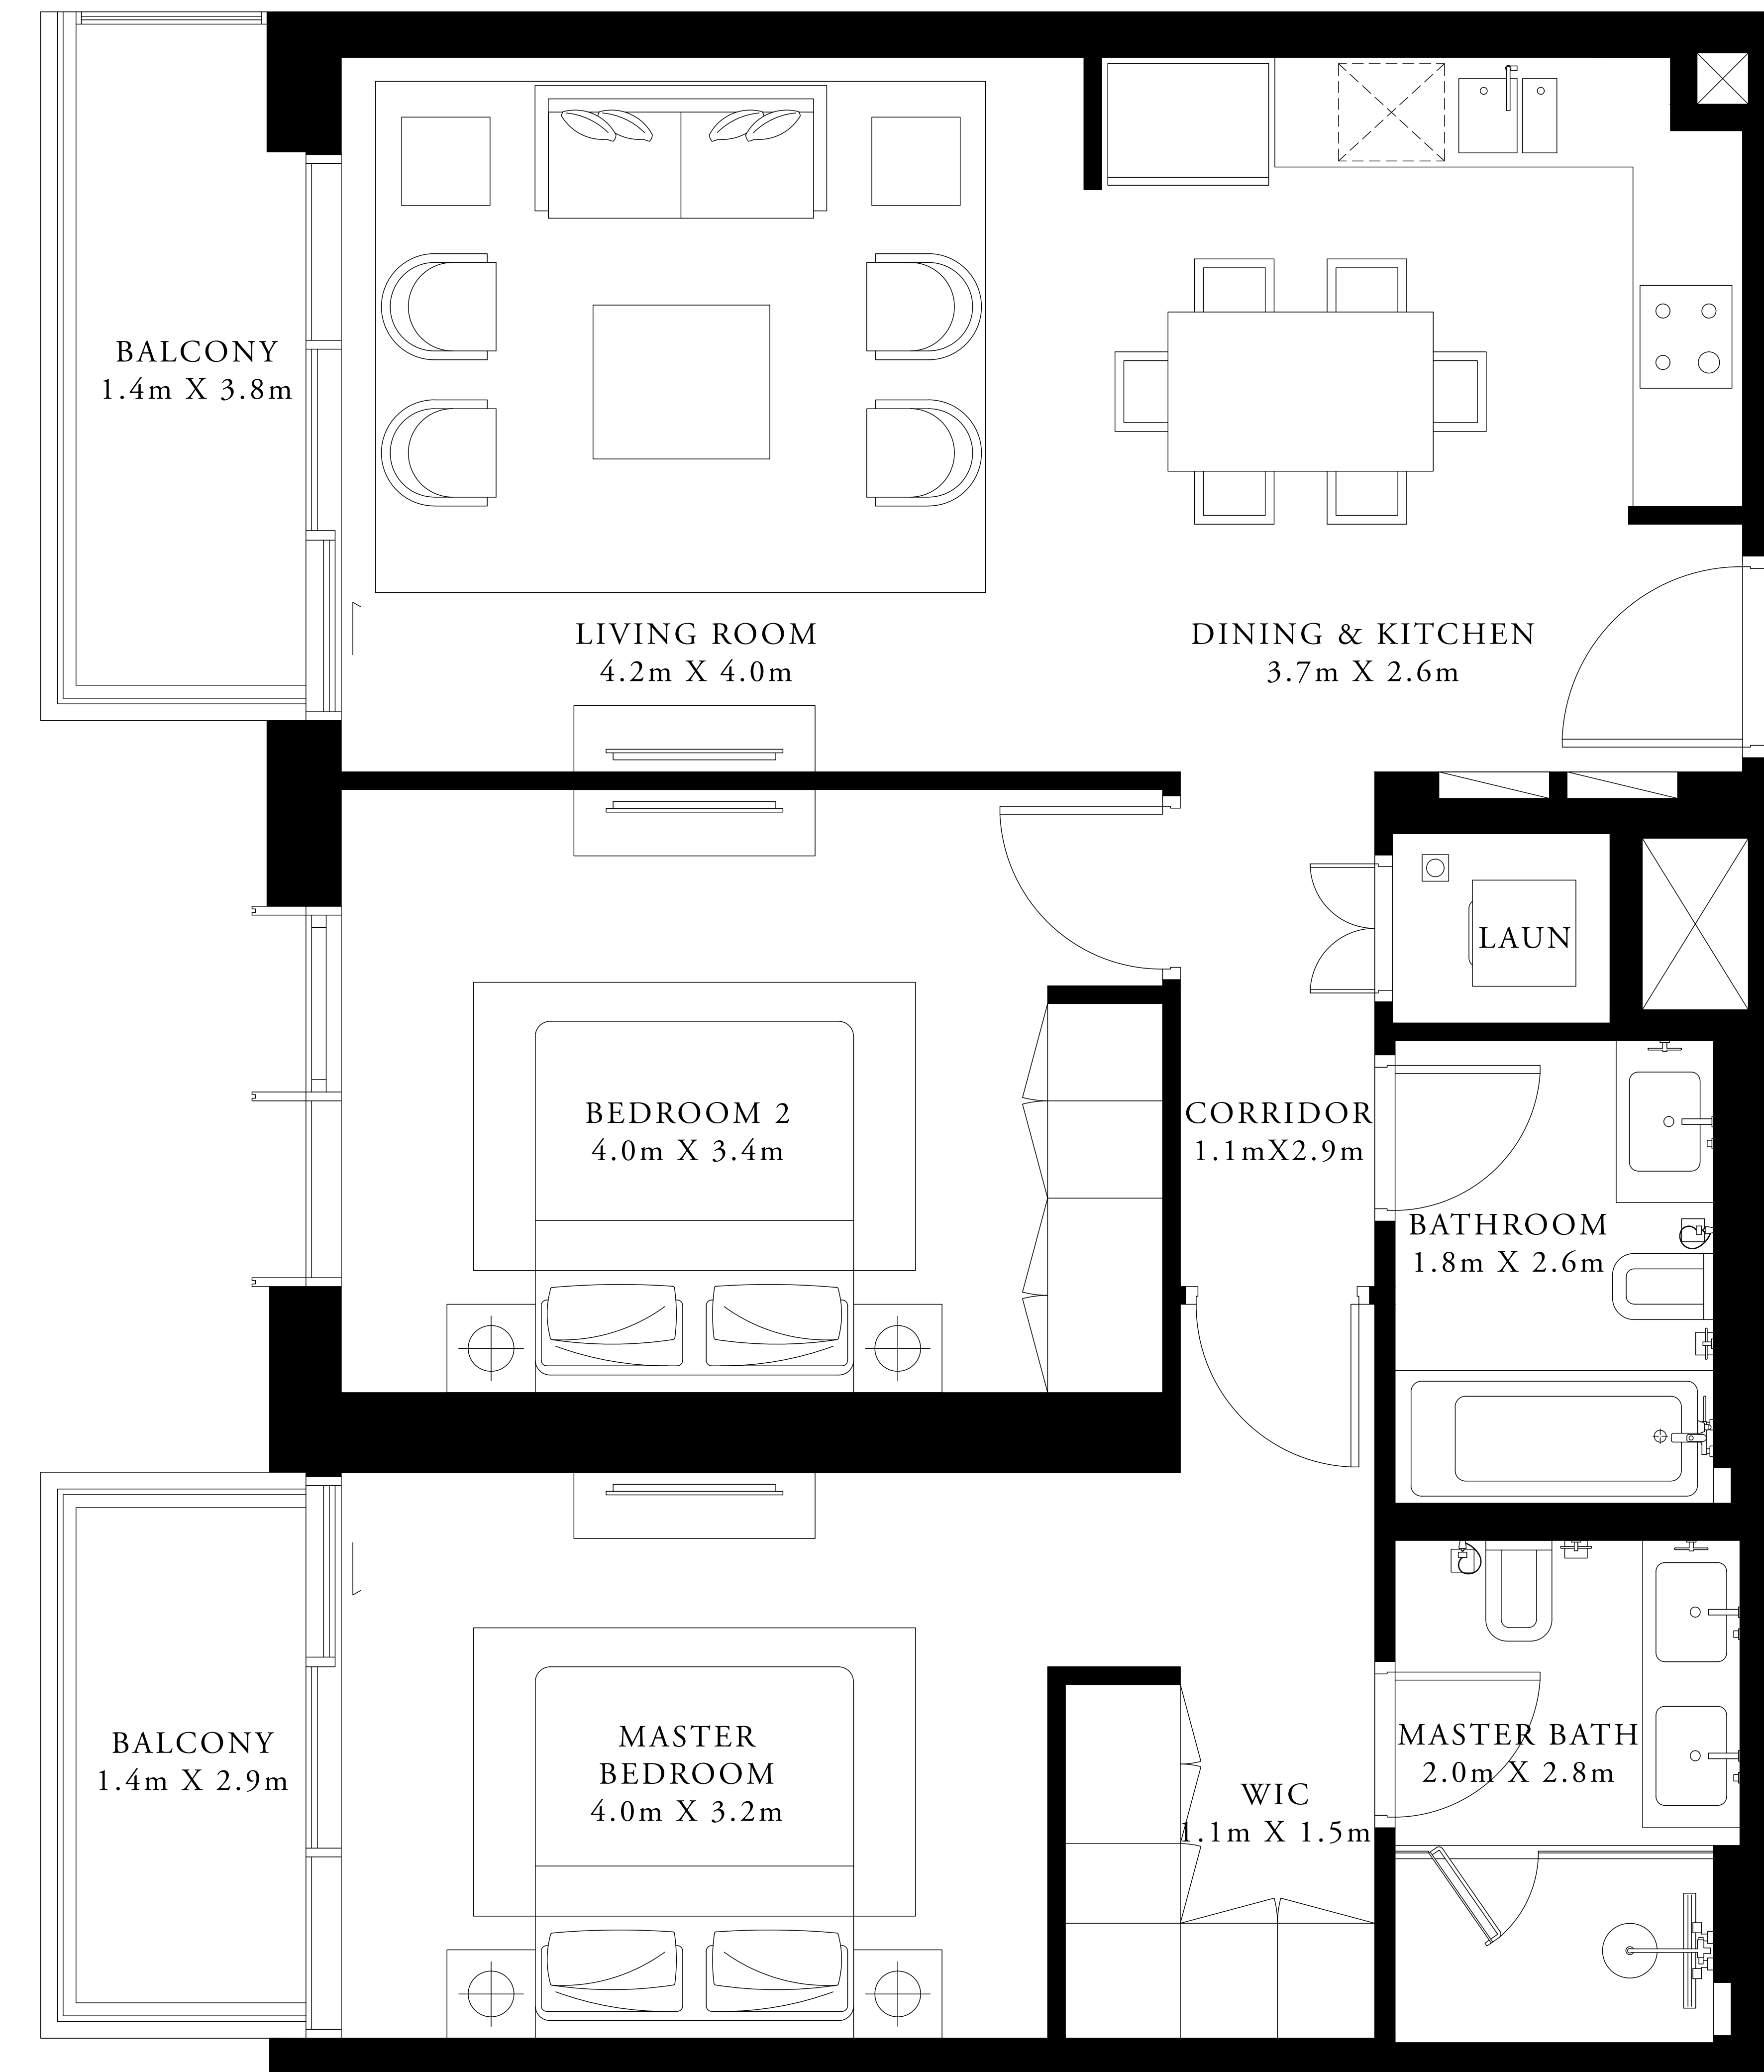 BALCONY
1.4m X 3.8m
LIVING ROOM
4.2m X 4.0m
DINING & KITCHEN
3.7m X 2.6m
LAUN
BEDROOM 2
4.0m X 3.4m
CORRIDOR
1.1mX2.9m
BATHROOM
1.8m X 2.6m
BALCONY
1.4m X 2.9m
MASTER
BEDROOM
4.0m X 3.2m
WIC
1.1m X 1.5m
MASTER BATH
2.0m X 2.8m